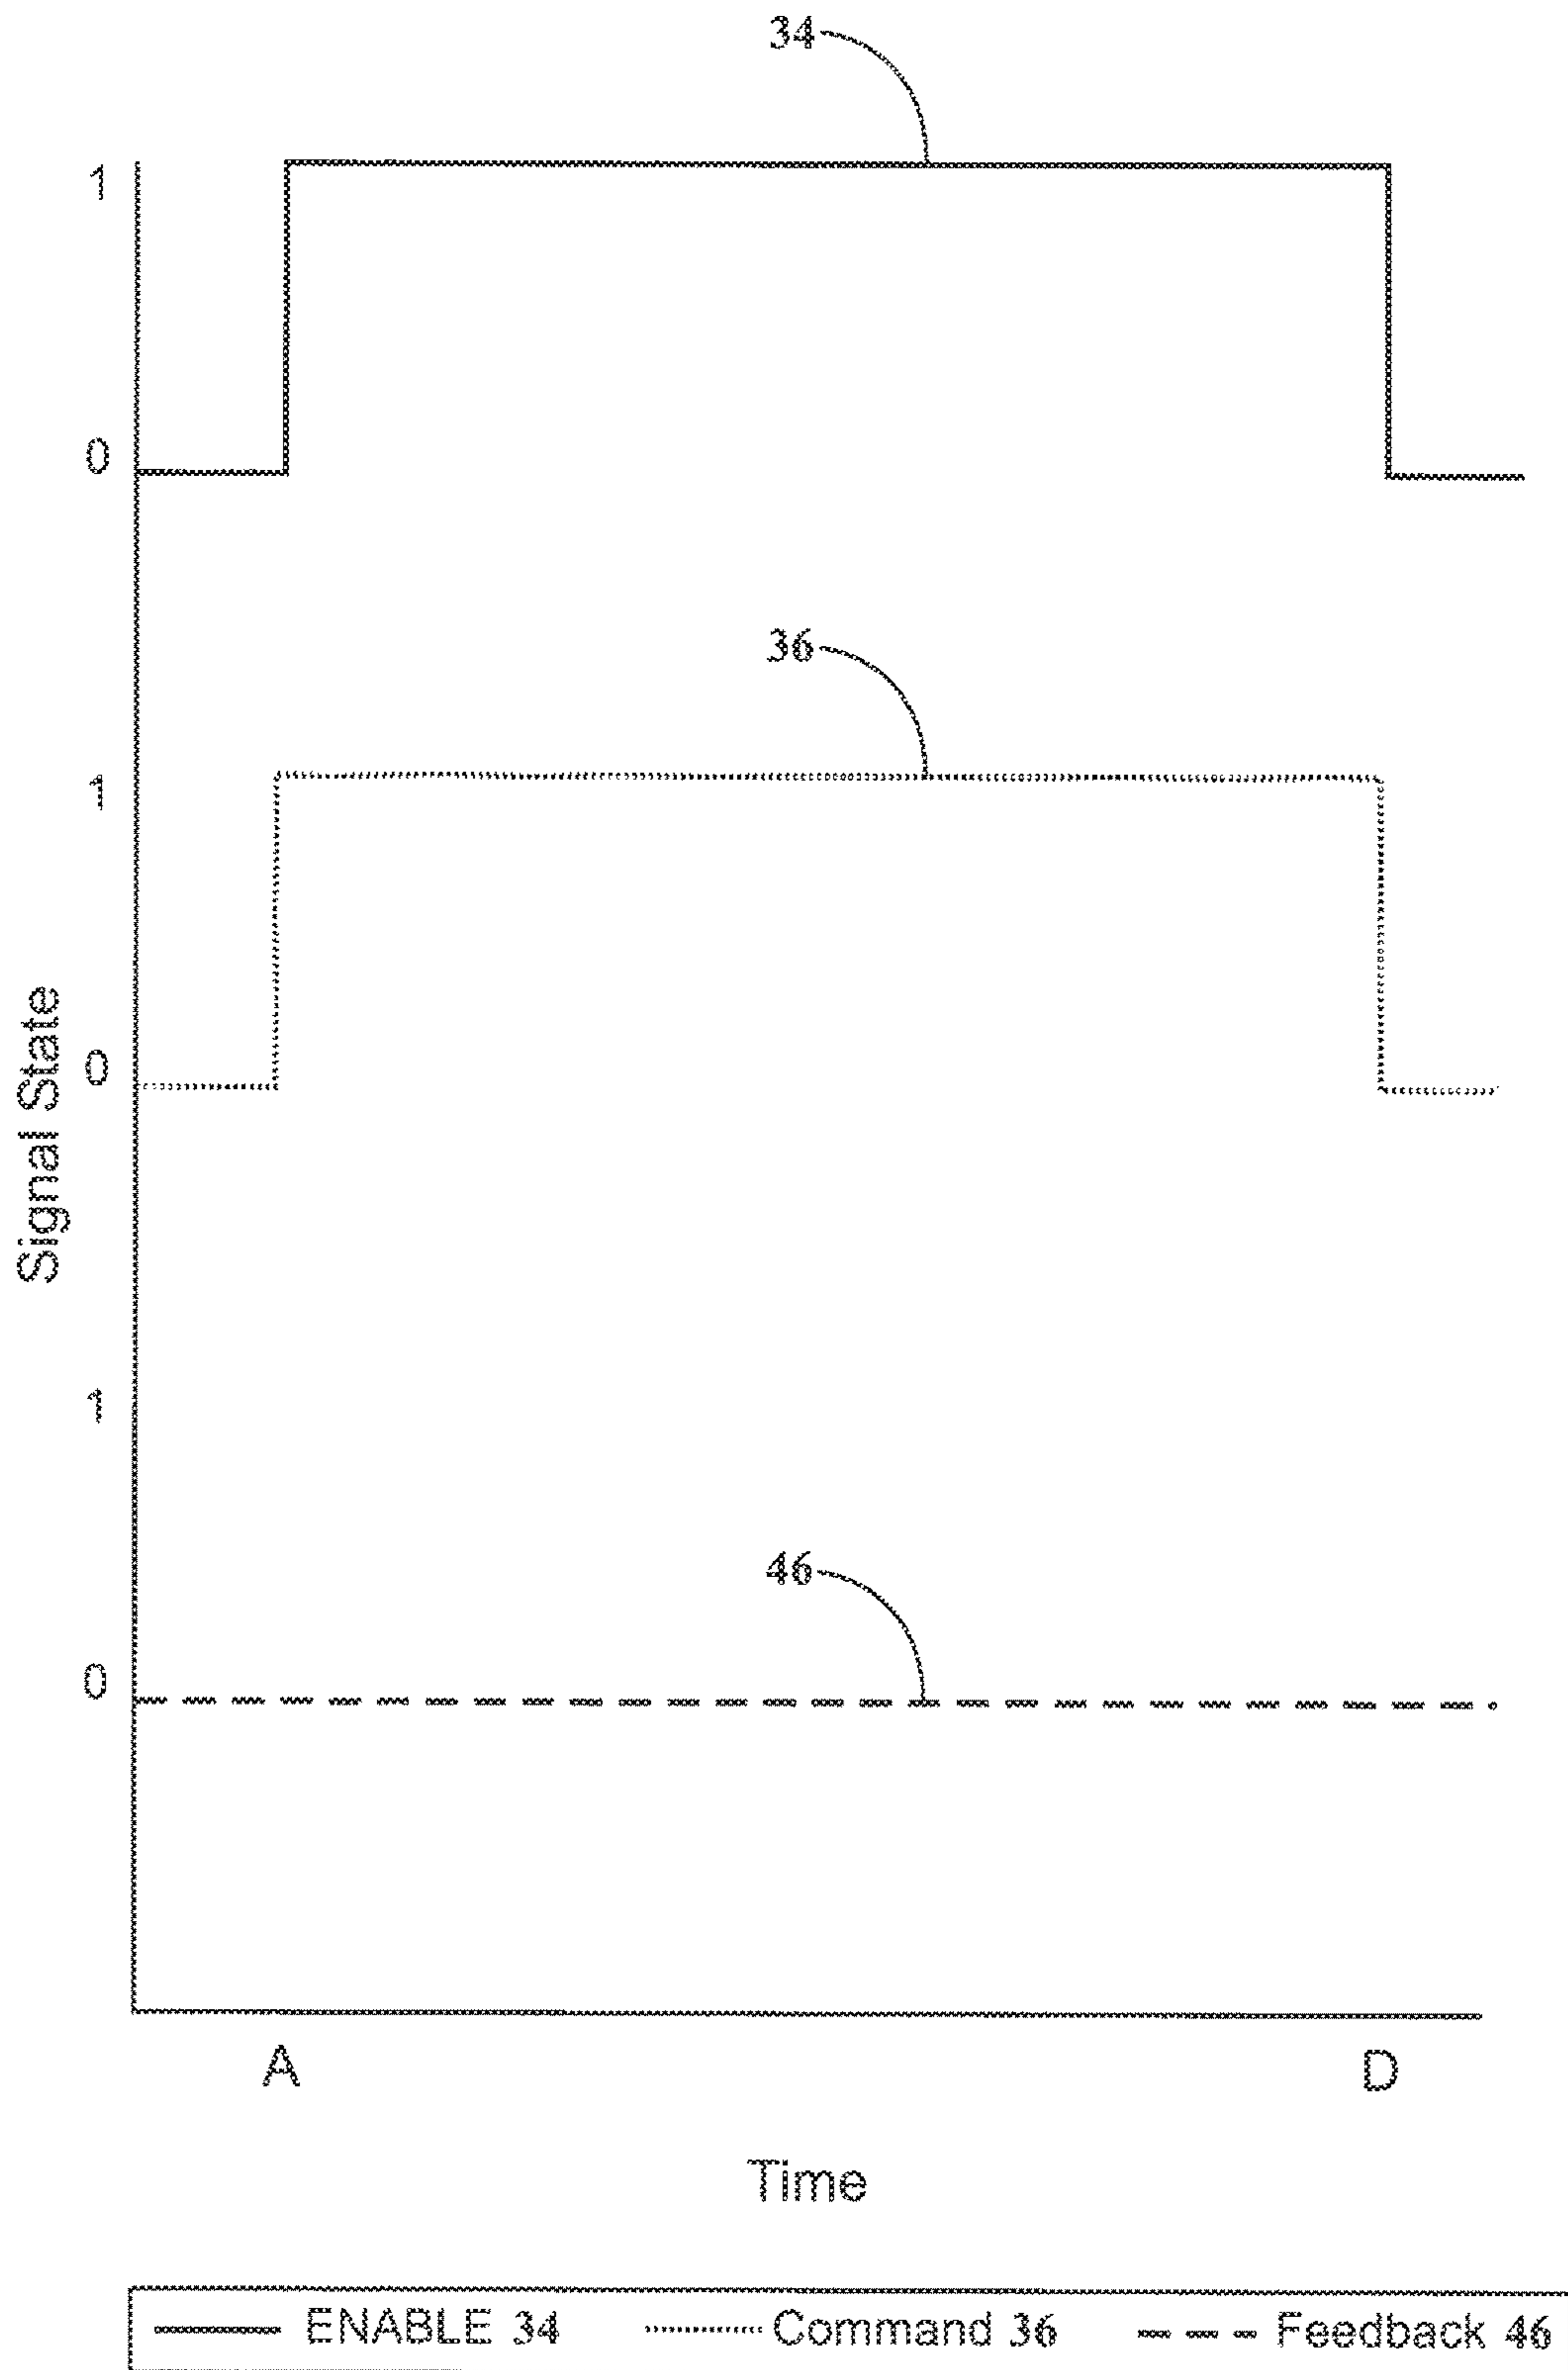 34
1
0
36
1
Signal State
0
1
46
0
A D
Time
ENABLE 34 Command 36 Feedback 46